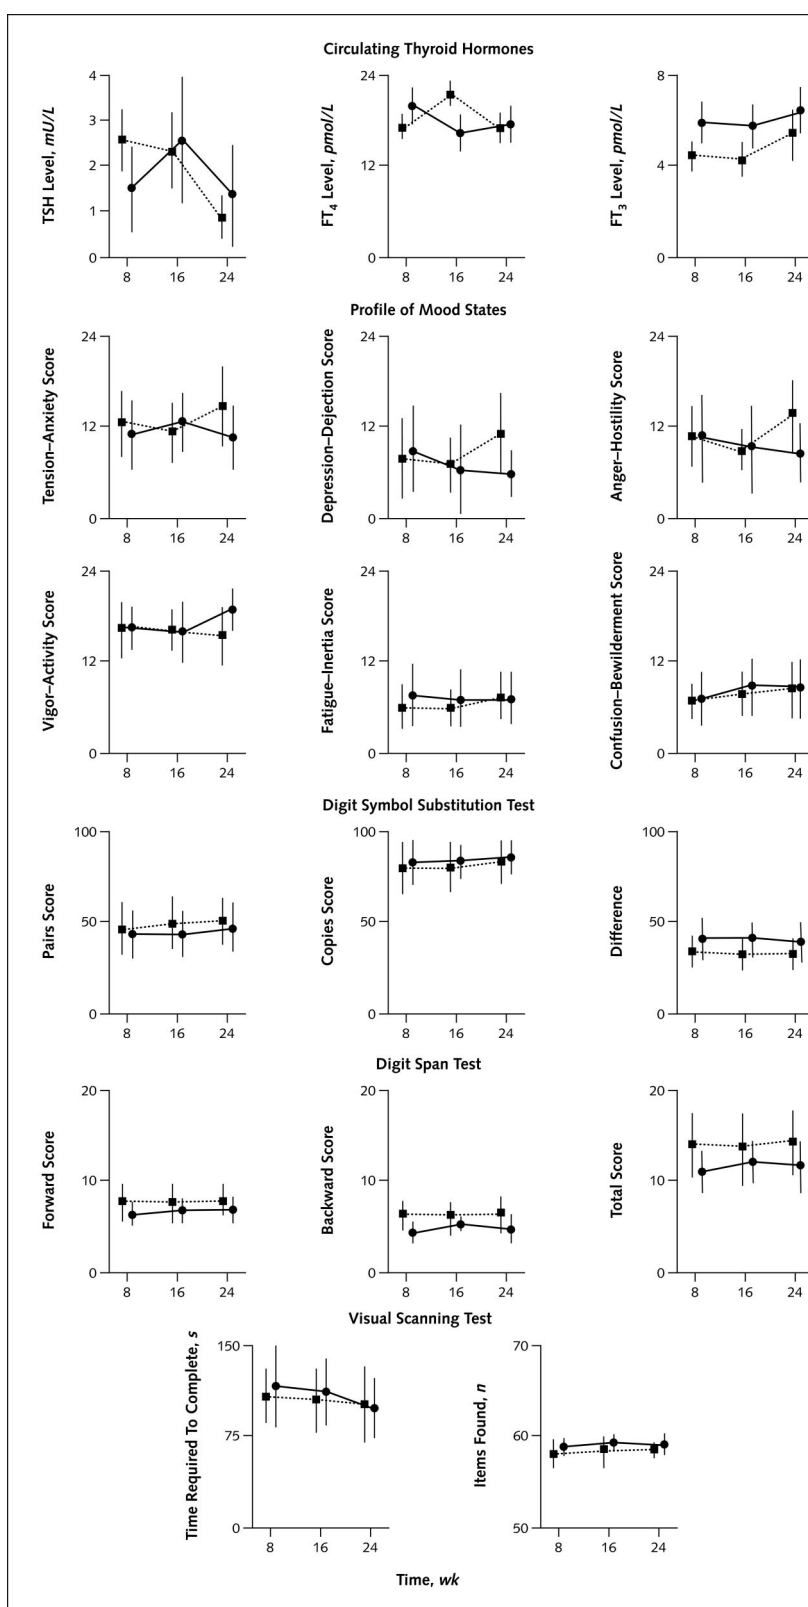 Circulating Thyroid Hormones
TSH Level, mU/L
4
3
2
1
0
8 16 24
FT4 Level, pmol/L
24
12
0
8 16 24
FT3 Level, pmol/L
8
4
0
8 16 24
Profile of Mood States
Tension–Anxiety Score
24
12
0
8 16 24
Depression–Dejection Score
24
12
0
8 16 24
Anger–Hostility Score
24
12
0
8 16 24
Vigor–Activity Score
24
12
0
8 16 24
Fatigue–Inertia Score
24
12
0
8 16 24
Confusion–Bewilderment Score
24
12
0
8 16 24
Digit Symbol Substitution Test
Pairs Score
100
50
0
8 16 24
Copies Score
100
50
0
8 16 24
Difference
100
50
0
8 16 24
Digit Span Test
Forward Score
20
10
0
8 16 24
Backward Score
20
10
0
8 16 24
Total Score
20
10
0
8 16 24
Visual Scanning Test
Time Required To Complete, s
150
75
0
8 16 24
Items Found, n
70
60
50
8 16 24
Time, wk